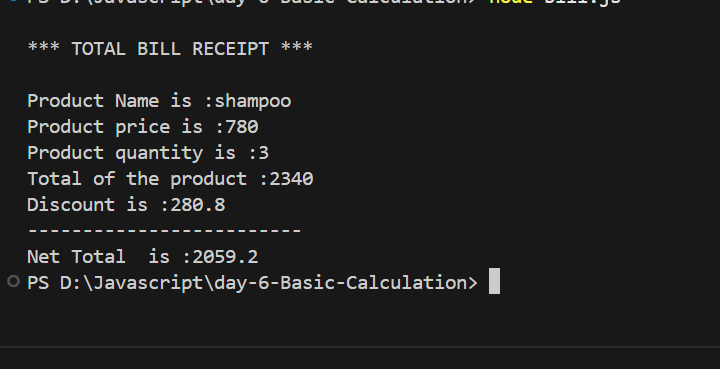 PS D:\Javascript\day-6-Basic-Calculation> node bill.js
*** TOTAL BILL RECEIPT ***
Product Name is :shampoo
Product price is :780
Product quantity is :3
Total of the product :2340
Discount is :280.8
-------------------------
Net Total  is :2059.2
PS D:\Javascript\day-6-Basic-Calculation>